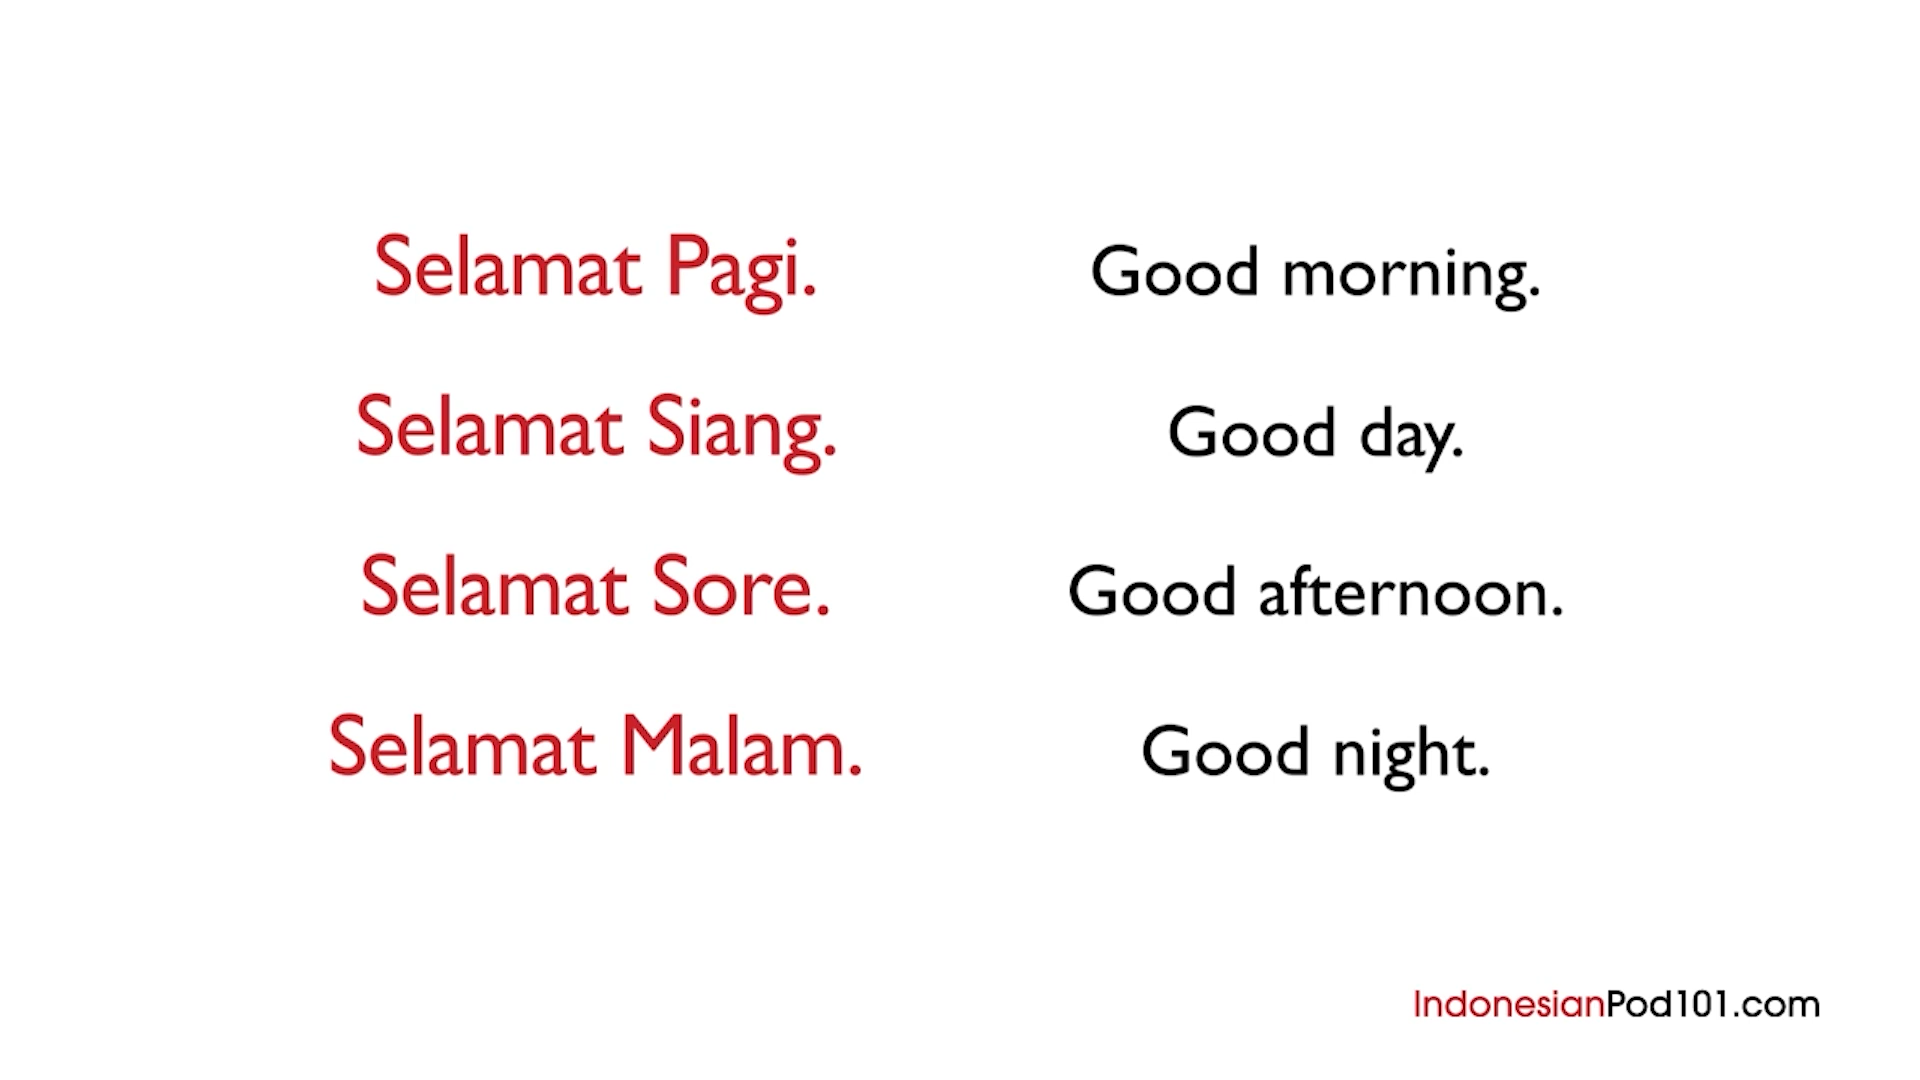 Selamat Pagi. Good morning.
Selamat Siang. Good day.
Selamat Sore. Good afternoon.
Selamat Malam. Good night.
IndonesianPod101.com